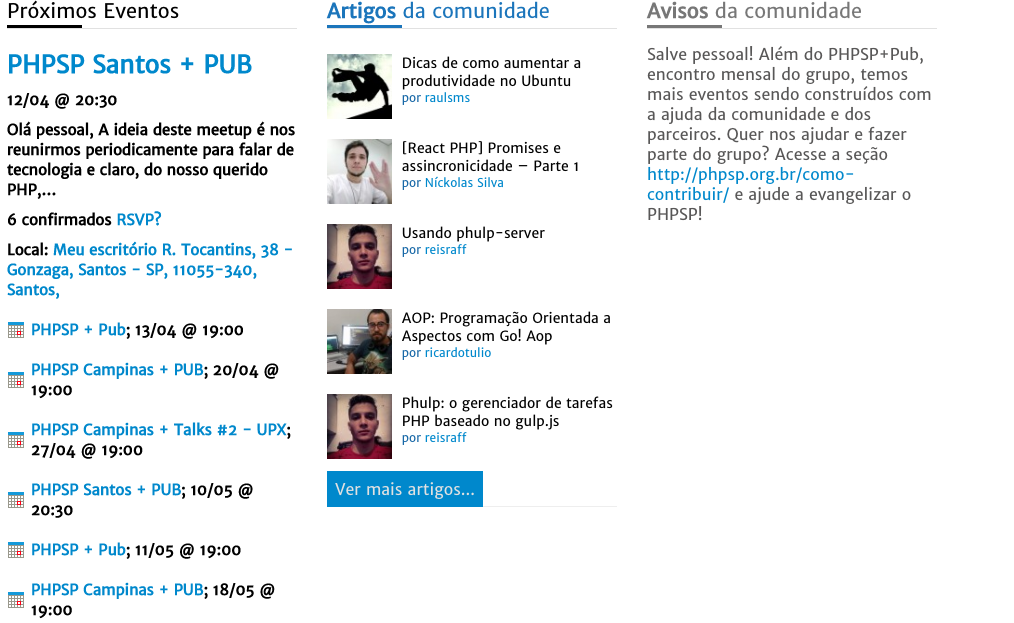 Próximos Eventos
PHPSP Santos + PUB
12/04 @ 20:30
Olá pessoal, A ideia deste meetup é nos
reunirmos periodicamente para falar de
tecnologia e claro, do nosso querido
PHP,...
6 confirmados RSVP?
Local: Meu escritório R. Tocantins, 38 -
Gonzaga, Santos - SP, 11055-340,
Santos,
PHPSP + Pub; 13/04 @ 19:00
PHPSP Campinas + PUB; 20/04 @
19:00
PHPSP Campinas + Talks #2 - UPX;
27/04 @ 19:00
PHPSP Santos + PUB; 10/05 @
20:30
PHPSP + Pub; 11/05 @ 19:00
PHPSP Campinas + PUB; 18/05 @
19:00
Artigos da comunidade
Dicas de como aumentar a
produtividade no Ubuntu
por raulsms
[React PHP] Promises e
assincronicidade – Parte 1
por Níckolas Silva
Usando phulp-server
por reisraff
AOP: Programação Orientada a
Aspectos com Go! Aop
por ricardotulio
Phulp: o gerenciador de tarefas
PHP baseado no gulp.js
por reisraff
Ver mais artigos...
Avisos da comunidade
Salve pessoal! Além do PHPSP+Pub,
encontro mensal do grupo, temos
mais eventos sendo construídos com
a ajuda da comunidade e dos
parceiros. Quer nos ajudar e fazer
parte do grupo? Acesse a seção
http://phpsp.org.br/como-
contribuir/ e ajude a evangelizar o
PHPSP!